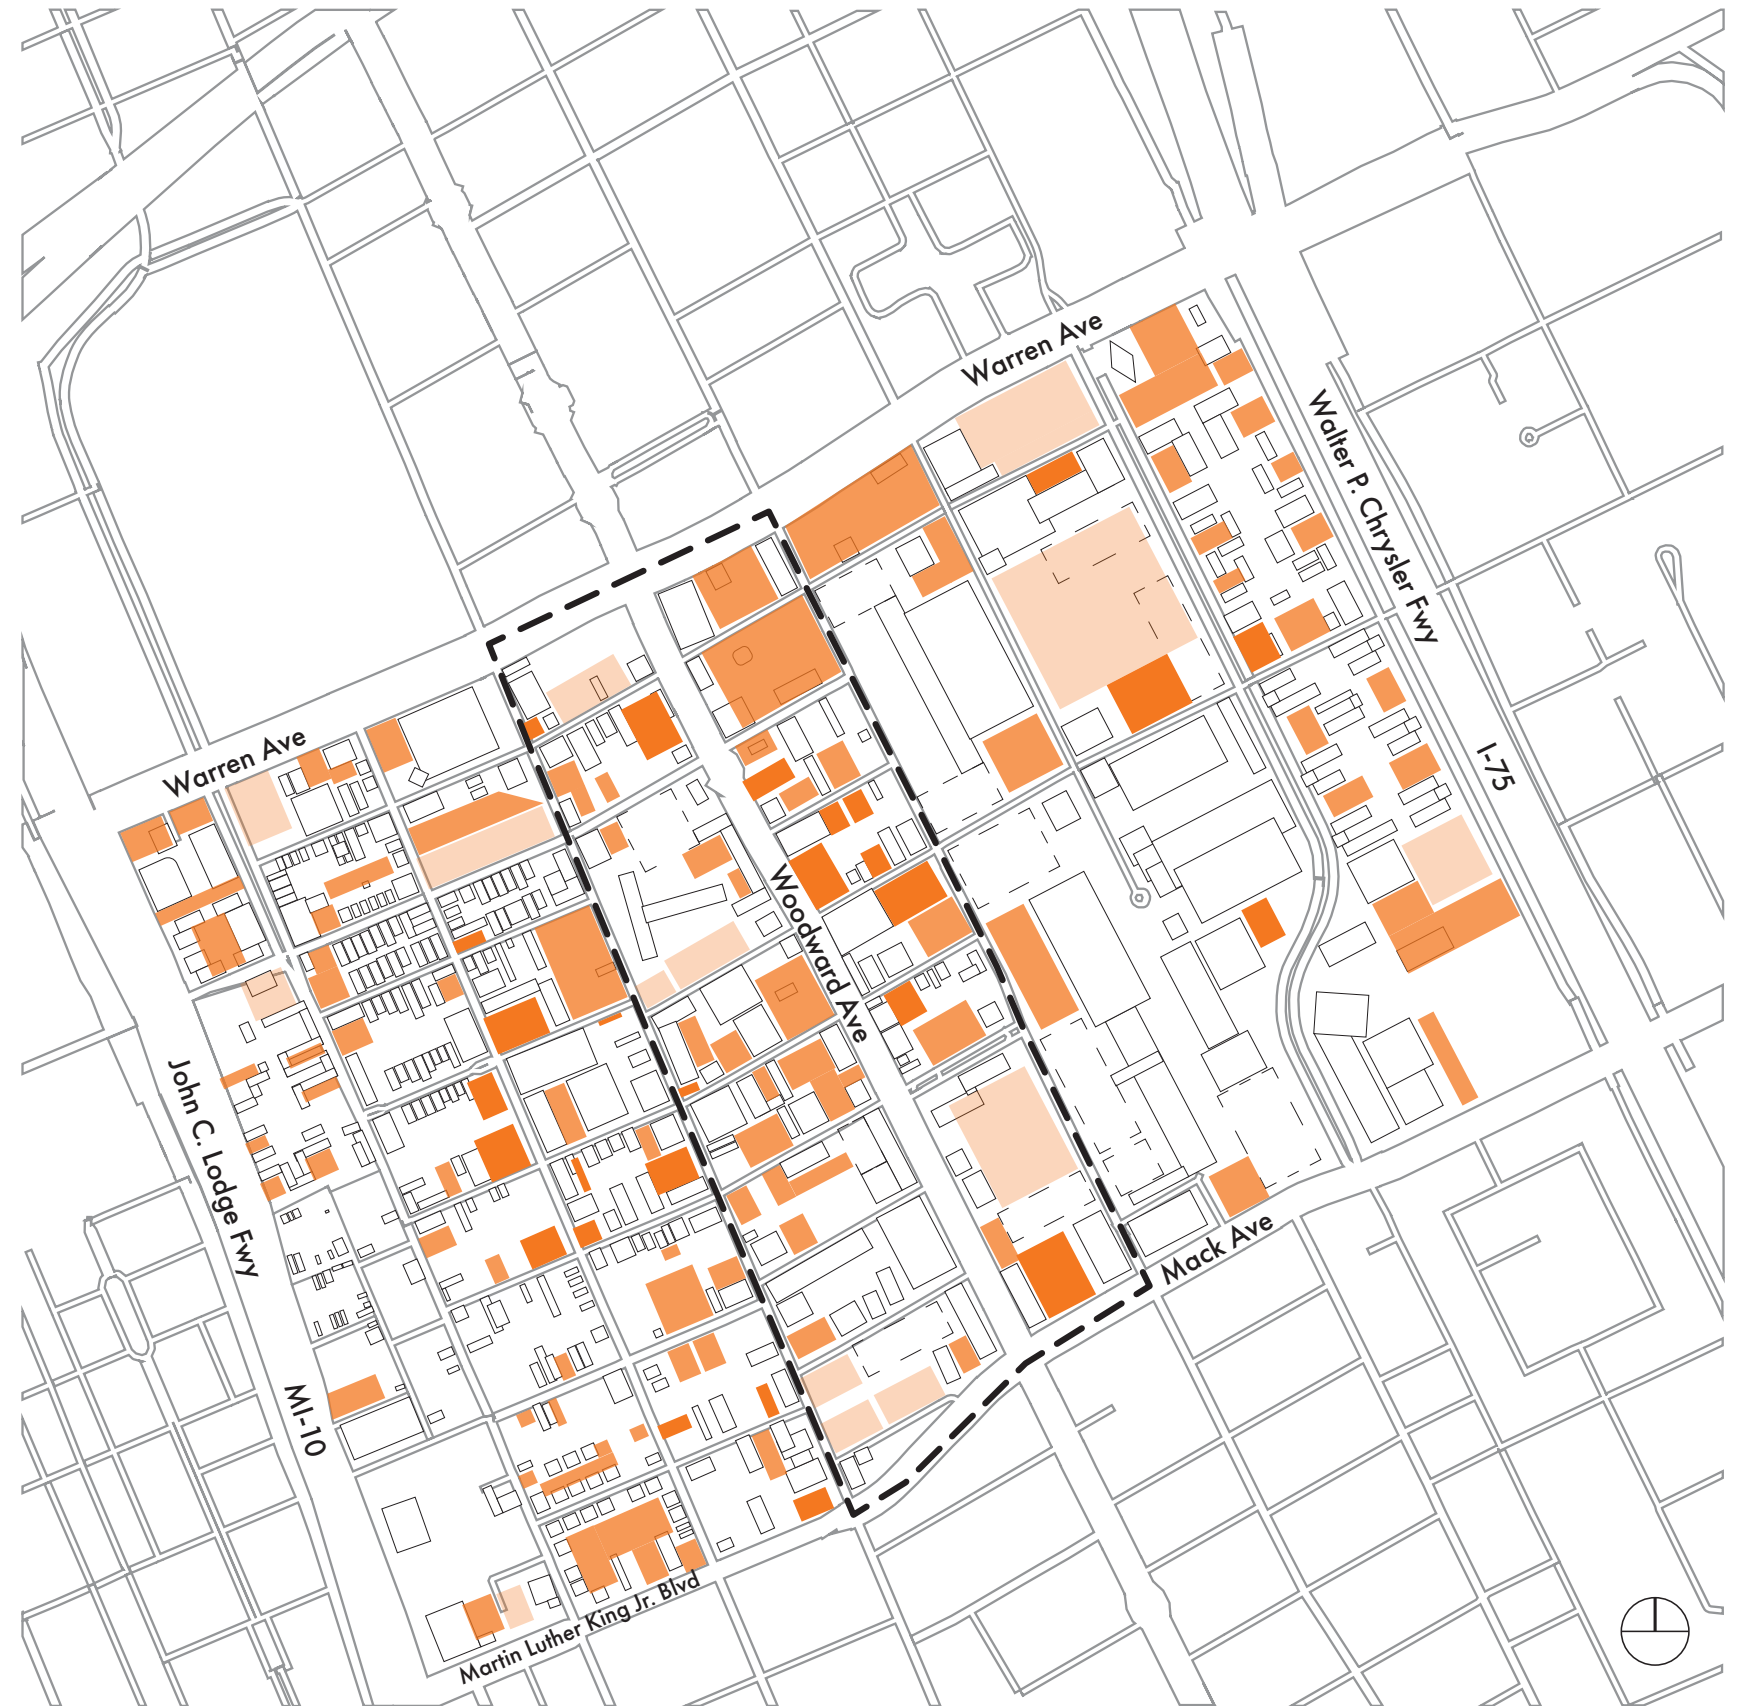 Warren Ave
Walter P. Chrysler Fwy
Warren Ave
I-75
Woodward Ave
John C. Lodge Fwy
Mack Ave
MI-10
Martin Luther King Jr. Blvd